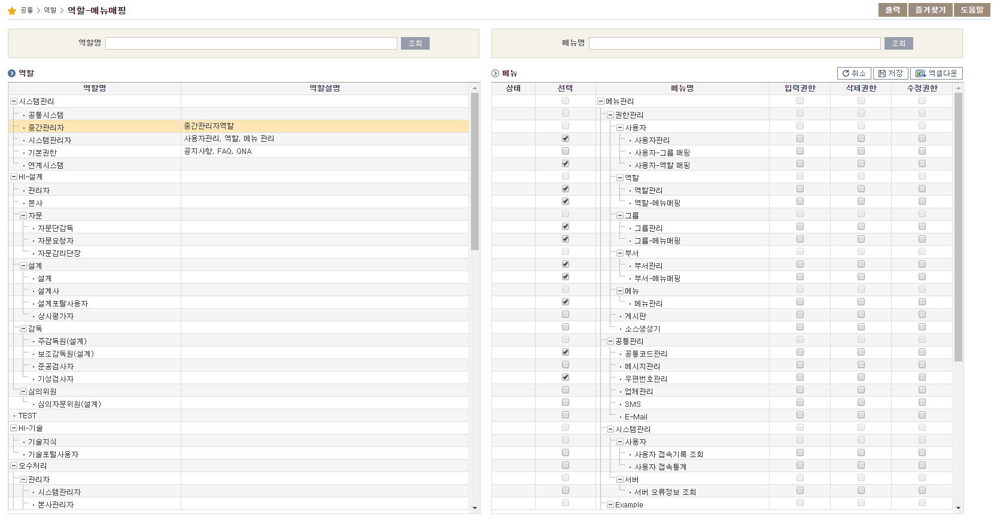 공통 > 역할 > 역할-메뉴매핑
출력 즐겨찾기 도움말
역할명 조회
메뉴명 조회
역할
역할명 역할설명
시스템관리
공통시스템
중간관리자 중간관리자역할
시스템관리자 사용자관리, 역할, 메뉴 관리
기본권한 공지사항, FAQ, QNA
연계시스템
HI-설계
관리자
본사
자문
자문단감독
자문요청자
자문감리단장
설계
설계
설계사
설계포탈사용자
상시평가자
감독
주감독원(설계)
보조감독원(설계)
준공검사자
기성검사자
심의위원
심의자문위원(설계)
TEST
HI-기술
기술지식
기술포털사용자
오수처리
관리자
시스템관리자
본사관리자
메뉴
취소 저장 엑셀다운
상태 선택 메뉴명 입력권한 삭제권한 수정권한
메뉴관리
권한관리
사용자
사용자관리
사용자-그룹 매핑
사용자-역할 매핑
역할
역할관리
역할-메뉴매핑
그룹
그룹관리
그룹-메뉴매핑
부서
부서관리
부서-메뉴매핑
메뉴
메뉴관리
게시판
소스생성기
공통관리
공통코드관리
메시지관리
우편번호관리
업체관리
SMS
E-Mail
시스템관리
사용자
사용자 접속기록 조회
사용자 접속통계
서버
서버 오류정보 조회
Example